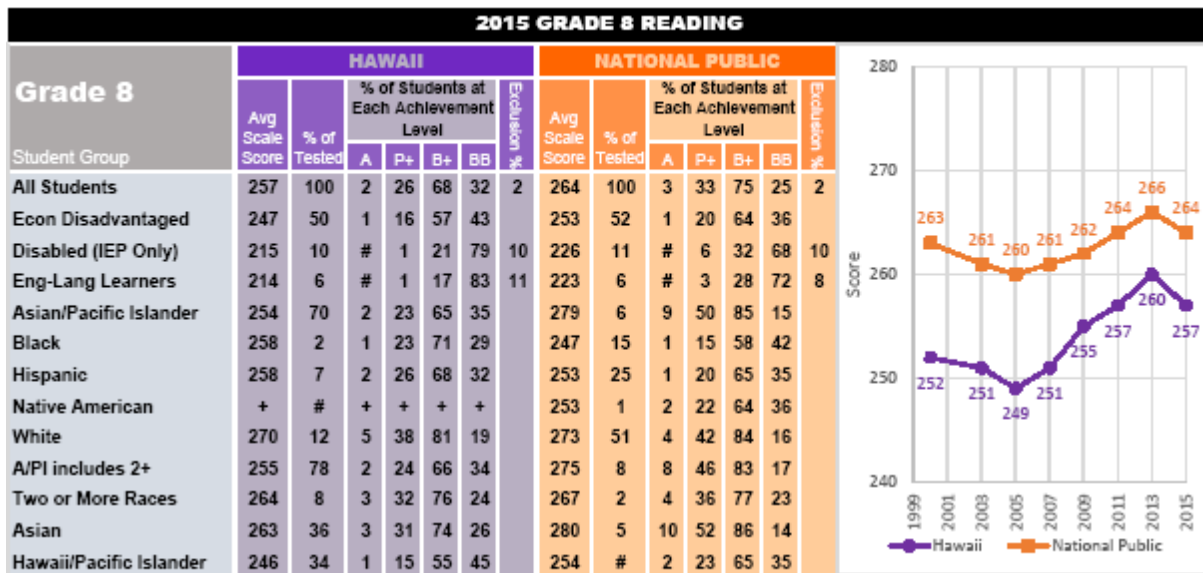 2015 GRADE 8 READING
Grade 8
Student Group
HAWAII
Avg Scale Score
% of Tested
% of Students at Each Achievement Level
A P+ B+ BB
Exclusion %
NATIONAL PUBLIC
Avg Scale Score
% of Tested
% of Students at Each Achievement Level
A P+ B+ BB
Exclusion %
All Students 257 100 2 26 68 32 2 264 100 3 33 75 25 2
Econ Disadvantaged 247 50 1 16 57 43 253 52 1 20 64 36
Disabled (IEP Only) 215 10 # 1 21 79 10 226 11 # 6 32 68 10
Eng-Lang Learners 214 6 # 1 17 83 11 223 6 # 3 28 72 8
Asian/Pacific Islander 254 70 2 23 65 35 279 6 9 50 85 15
Black 258 2 1 23 71 29 247 15 1 15 58 42
Hispanic 258 7 2 26 68 32 253 25 1 20 65 35
Native American + # + + + + 253 1 2 22 64 36
White 270 12 5 38 81 19 273 51 4 42 84 16
A/PI includes 2+ 255 78 2 24 66 34 275 8 8 46 83 17
Two or More Races 264 8 3 32 76 24 267 2 4 36 77 23
Asian 263 36 3 31 74 26 280 5 10 52 86 14
Hawaii/Pacific Islander 246 34 1 15 55 45 254 # 2 23 65 35
280
270
260
250
240
Score
263 261 260 261 262 264 266 264
252 251 249 251 255 257 260 257
1999 2001 2003 2005 2007 2009 2011 2013 2015
Hawaii National Public